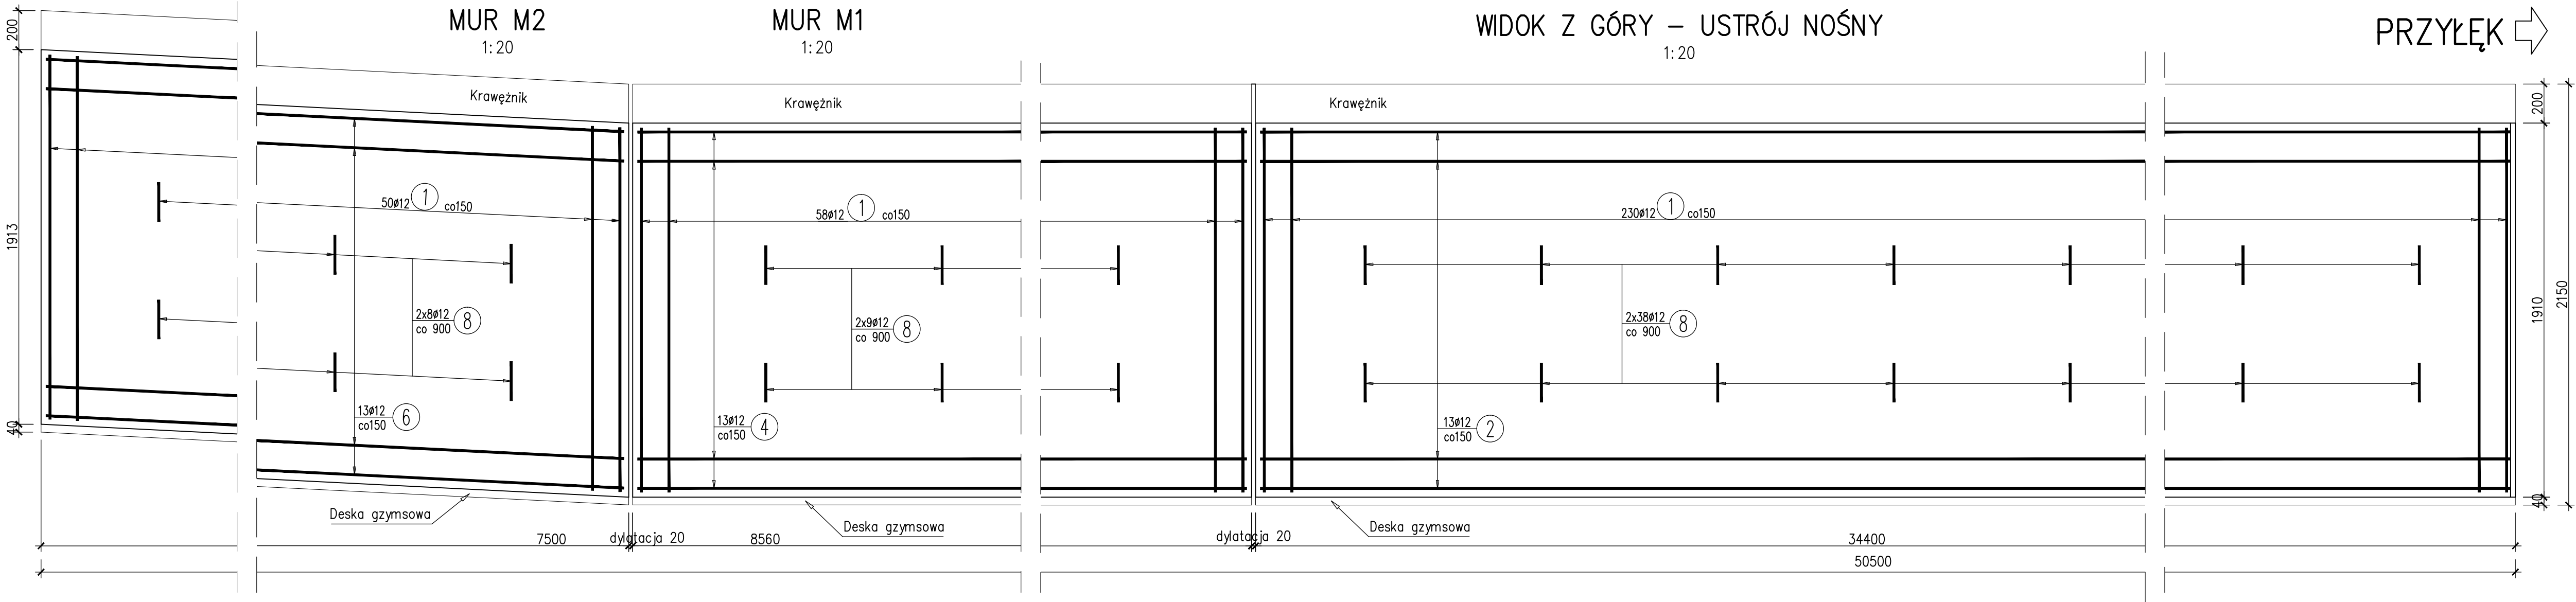 MUR M2
1:20
MUR M1
1:20
WIDOK Z GÓRY – USTRÓJ NOŚNY
1:20
PRZYŁĘK
200
1913
40
Krawężnik
50ø12 1 co150
2x8ø12
co 900
8
13ø12
co150
6
Deska gzymsowa
Krawężnik
58ø12 1 co150
2x9ø12
co 900
8
13ø12
co150
4
Deska gzymsowa
Krawężnik
230ø12 1 co150
2x38ø12
co 900
8
13ø12
co150
2
Deska gzymsowa
200
1910
2150
40
7500
dylatacja 20
8560
dylatacja 20
34400
50500